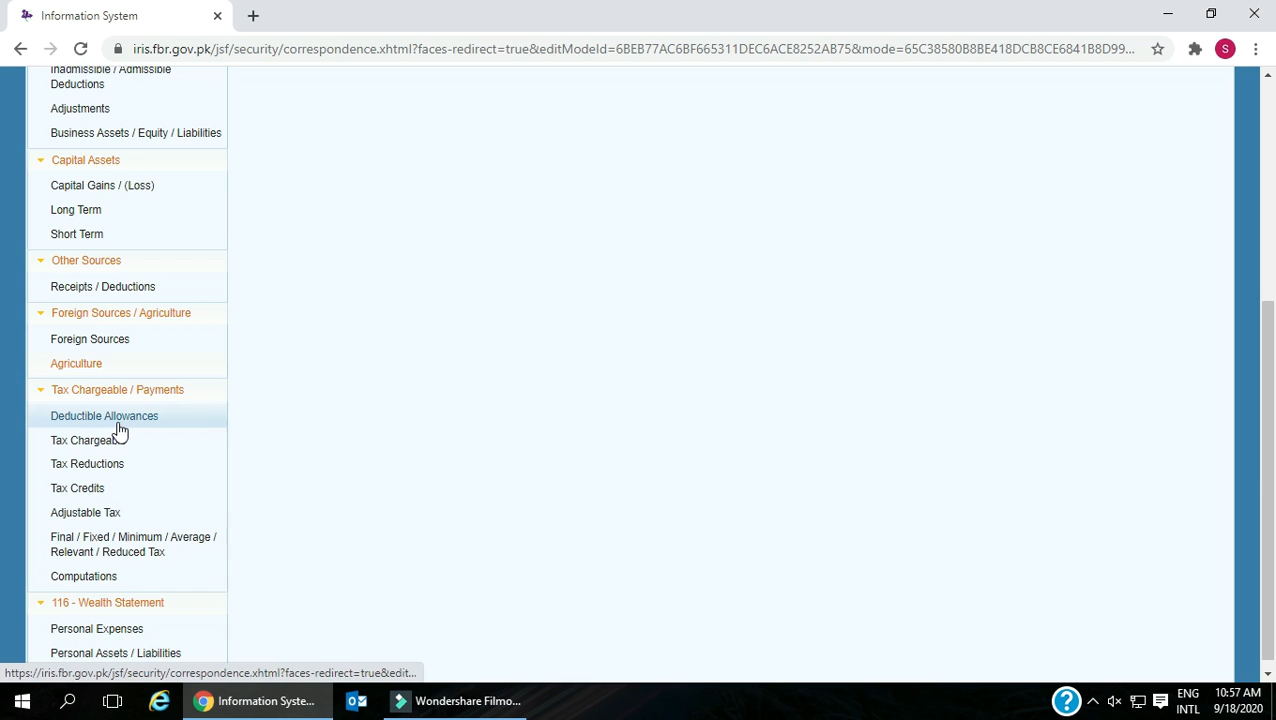 Information System
iris.fbr.gov.pk/jsf/security/correspondence.xhtml?faces-redirect=true&editModeId=6BEB77AC6BF665311DEC6ACE8252AB75&mode=65C38580B8BE418DCB8CE6841B8D99...
S
Inadmissible / Admissible
Deductions
Adjustments
Business Assets / Equity / Liabilities
Capital Assets
Capital Gains / (Loss)
Long Term
Short Term
Other Sources
Receipts / Deductions
Foreign Sources / Agriculture
Foreign Sources
Agriculture
Tax Chargeable / Payments
Deductible Allowances
Tax Reductions
Tax Credits
Adjustable Tax
Final / Fixed / Minimum / Average /
Relevant / Reduced Tax
Computations
116 - Wealth Statement
Personal Expenses
Personal Assets / Liabilities
https://iris.fbr.gov.pk/jsf/security/correspondence.xhtml?faces-redirect=true&edit...
Information Syste...
Wondershare Filmo...
ENG
INTL
10:57 AM
9/18/2020